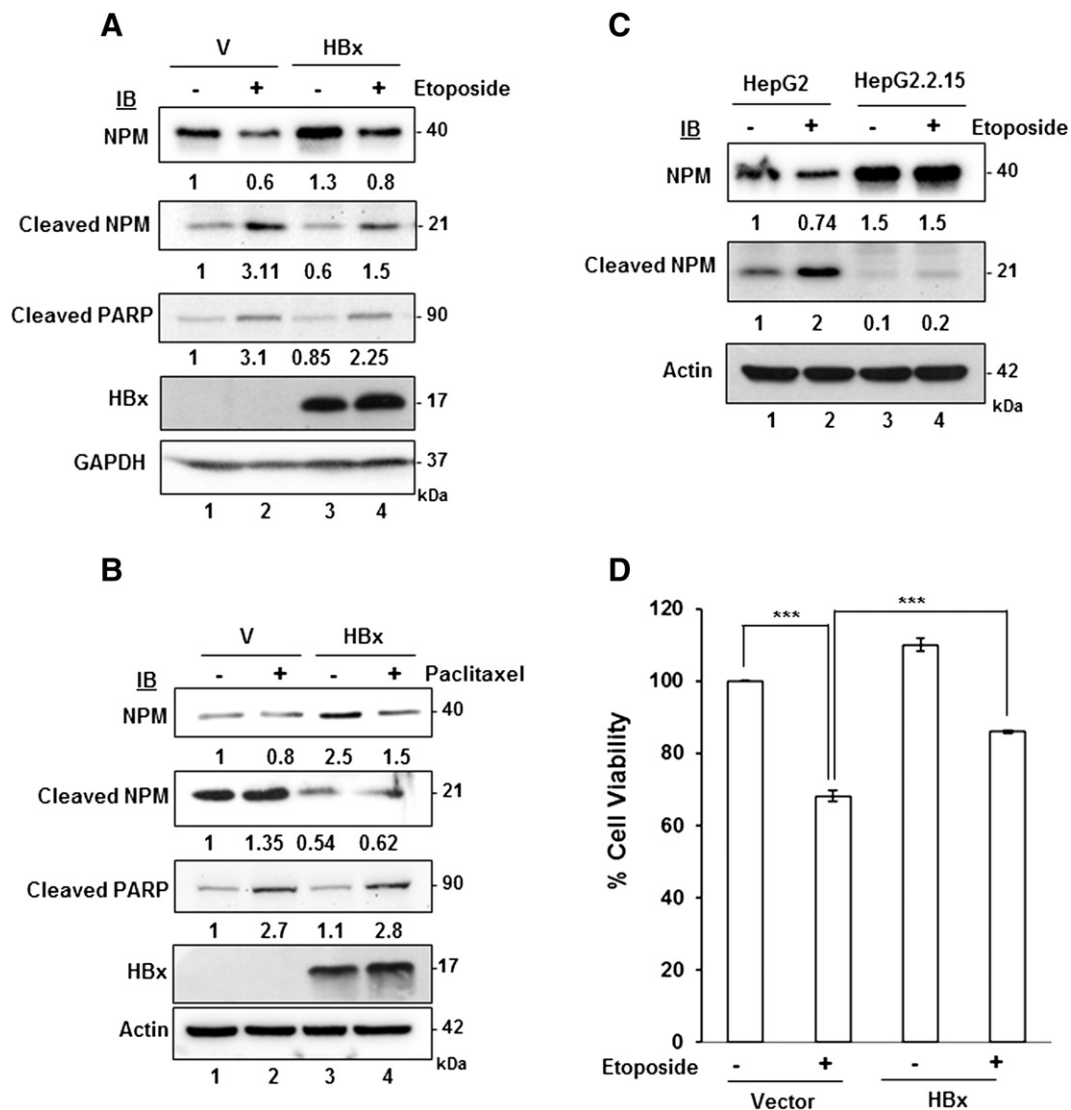 A
V HBx
- + - + Etoposide
IB
NPM - 40
1 0.6 1.3 0.8
Cleaved NPM - 21
1 3.11 0.6 1.5
Cleaved PARP - 90
1 3.1 0.85 2.25
HBx - 17
GAPDH - 37
kDa
1 2 3 4
B
V HBx
- + - + Paclitaxel
IB
NPM - 40
1 0.8 2.5 1.5
Cleaved NPM - 21
1 1.35 0.54 0.62
Cleaved PARP - 90
1 2.7 1.1 2.8
HBx -17
Actin - 42
kDa
1 2 3 4
C
HepG2 HepG2.2.15
IB - + - + Etoposide
NPM - 40
1 0.74 1.5 1.5
Cleaved NPM - 21
1 2 0.1 0.2
Actin - 42
kDa
1 2 3 4
D
% Cell Viability
120
100
80
60
40
20
0
*** ***
Etoposide - + - +
Vector HBx